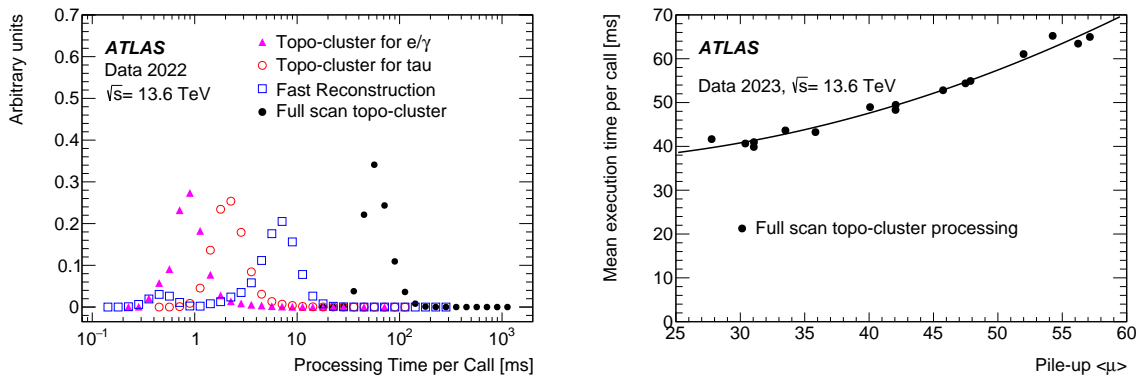 Arbitrary units
0.7
0.6
0.5
0.4
0.3
0.2
0.1
0
ATLAS
Data 2022
√s= 13.6 TeV
Topo-cluster for e/γ
Topo-cluster for tau
Fast Reconstruction
Full scan topo-cluster
10⁻¹
1
10
10²
10³
Processing Time per Call [ms]
Mean execution time per call [ms]
70
60
50
40
30
20
10
0
ATLAS
Data 2023, √s= 13.6 TeV
Full scan topo-cluster processing
25
30
35
40
45
50
55
60
Pile-up <μ>